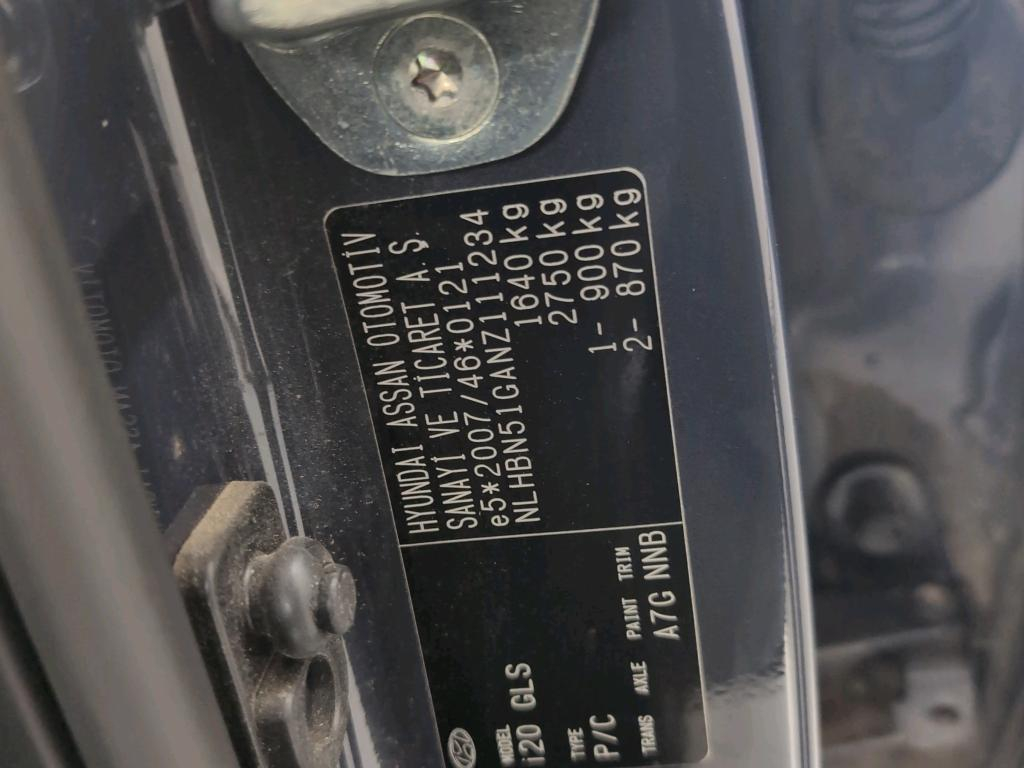 HYUNDAI ASSAN OTOMOTİV
SANAYİ VE TİCARET A.Ş.
e5*2007/46*0121
NLHBN51GANZ111234
1640 kg
2750 kg
1- 900 kg
2- 870 kg
MODEL
i20 GLS
TYPE
P/C
TRANS AXLE PAINT TRIM
A7G NNB